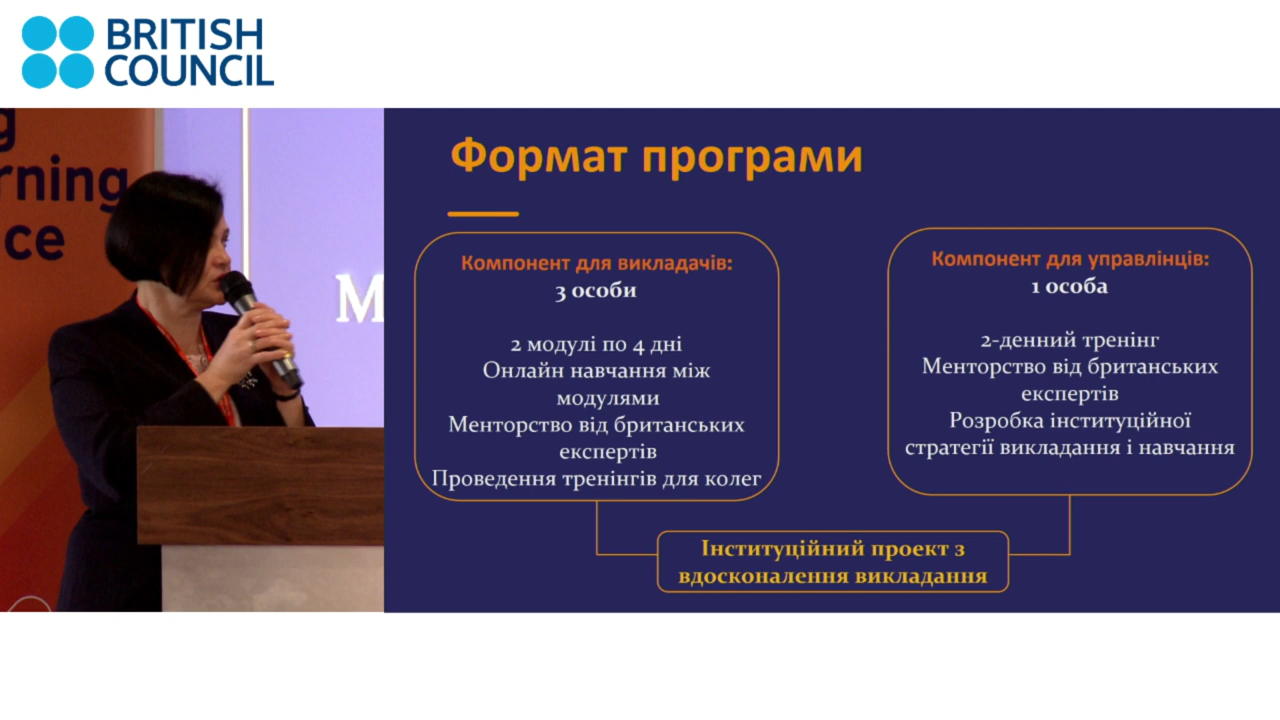 BRITISH
COUNCIL
g
rning
ce
М
Формат програми
Компонент для викладачів:
3 особи
2 модулі по 4 дні
Онлайн навчання між
модулями
Менторство від британських
експертів
Проведення тренінгів для колег
Компонент для управлінців:
1 особа
2-денний тренінг
Менторство від британських
експертів
Розробка інституційної
стратегії викладання і навчання
Інституційний проект з
вдосконалення викладання